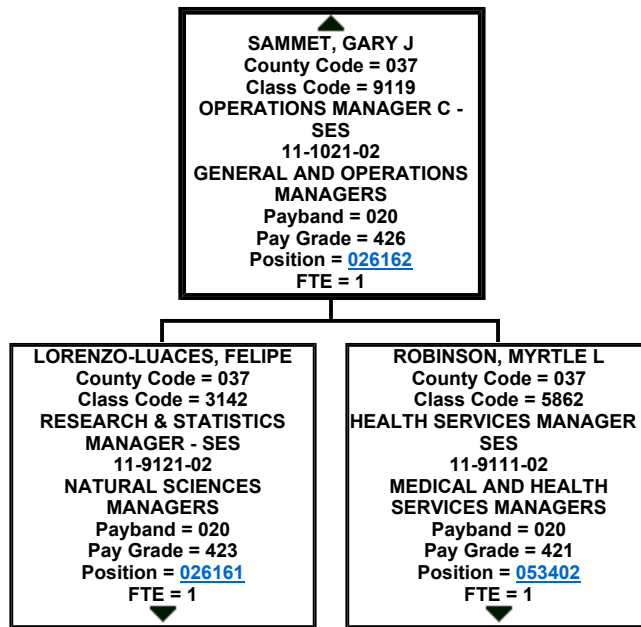 SAMMET, GARY J
County Code = 037
Class Code = 9119
OPERATIONS MANAGER C -
SES
11-1021-02
GENERAL AND OPERATIONS
MANAGERS
Payband = 020
Pay Grade = 426
Position = 026162
FTE = 1
LORENZO-LUACES, FELIPE
County Code = 037
Class Code = 3142
RESEARCH & STATISTICS
MANAGER - SES
11-9121-02
NATURAL SCIENCES
MANAGERS
Payband = 020
Pay Grade = 423
Position = 026161
FTE = 1
ROBINSON, MYRTLE L
County Code = 037
Class Code = 5862
HEALTH SERVICES MANAGER
SES
11-9111-02
MEDICAL AND HEALTH
SERVICES MANAGERS
Payband = 020
Pay Grade = 421
Position = 053402
FTE = 1